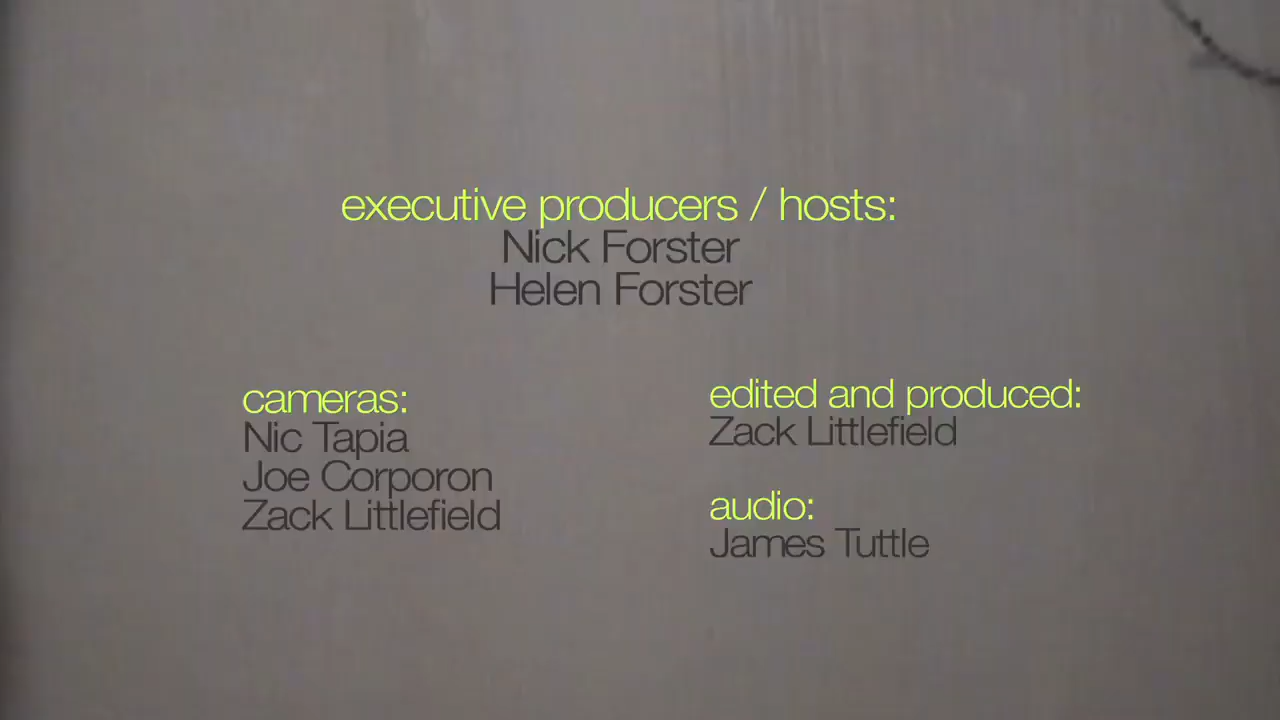 executive producers / hosts:
Nick Forster
Helen Forster
cameras:
Nic Tapia
Joe Corporon
Zack Littlefield
edited and produced:
Zack Littlefield
audio:
James Tuttle